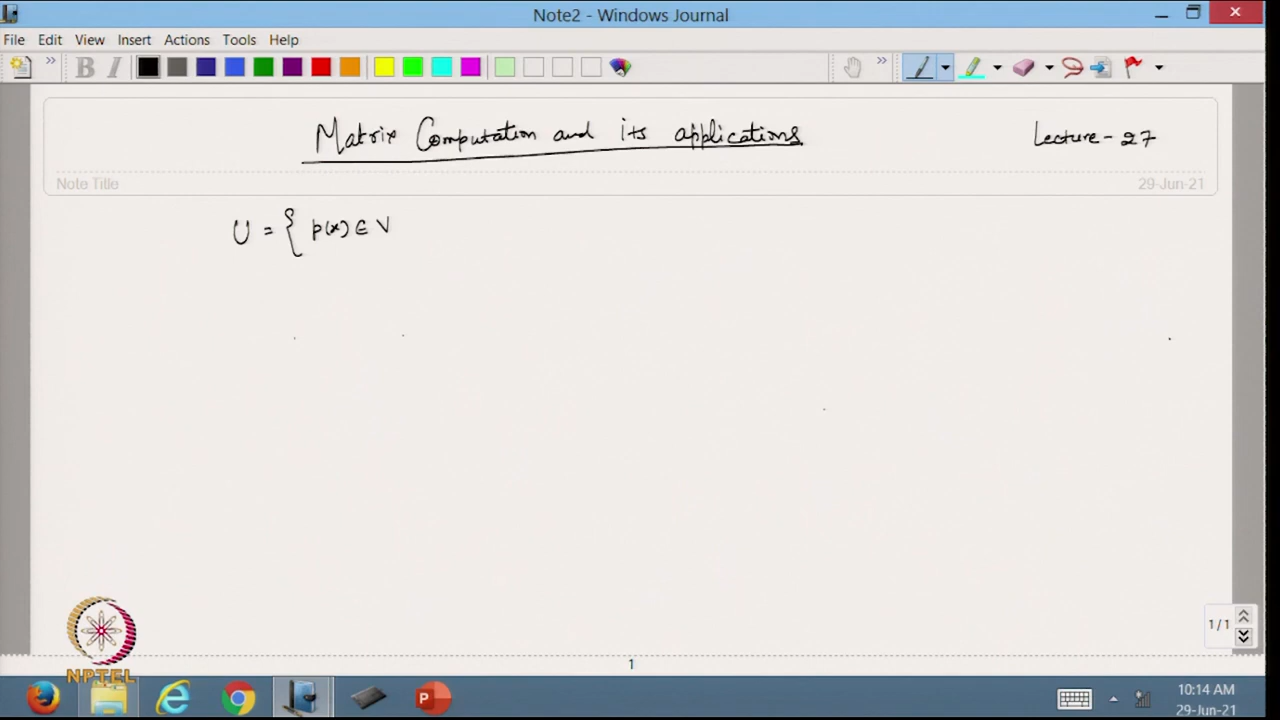 Note2 - Windows Journal
File Edit View Insert Actions Tools Help
Matrix Computation and its applications
Lecture - 27
Note Title
29-Jun-21
U = { p(x) ∈ V
1 / 1
NPTEL
1
10:14 AM
29-Jun-21